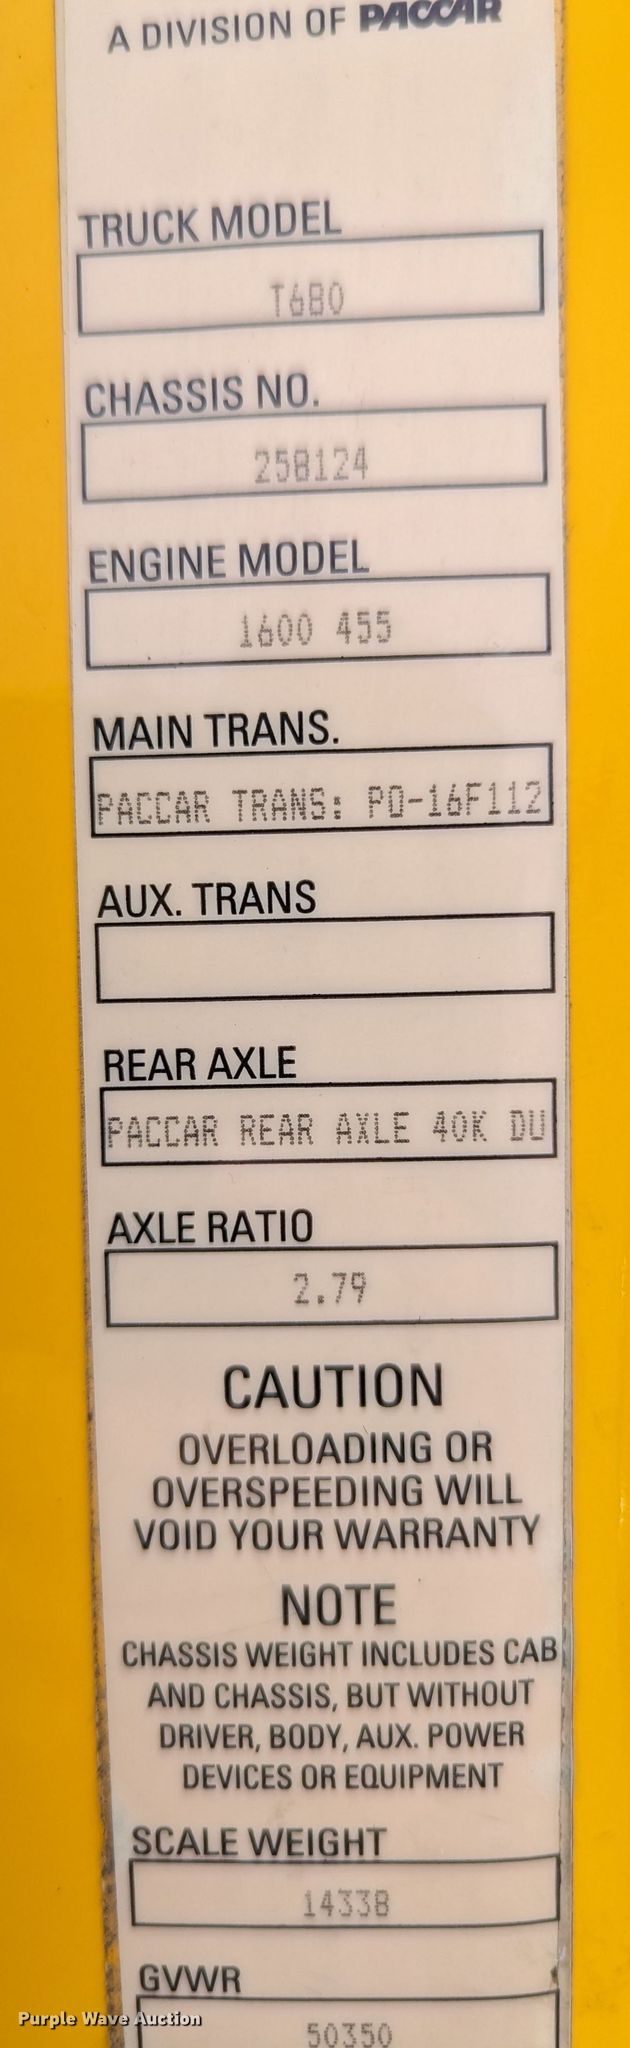 A DIVISION OF PACCAR
TRUCK MODEL
T680
CHASSIS NO.
258124
ENGINE MODEL
1600 455
MAIN TRANS.
PACCAR TRANS: PO-16F112
AUX. TRANS
REAR AXLE
PACCAR REAR AXLE 40K DU
AXLE RATIO
2.79
CAUTION
OVERLOADING OR
OVERSPEEDING WILL
VOID YOUR WARRANTY
NOTE
CHASSIS WEIGHT INCLUDES CAB
AND CHASSIS, BUT WITHOUT
DRIVER, BODY, AUX. POWER
DEVICES OR EQUIPMENT
SCALE WEIGHT
14338
GVWR
50350
Purple Wave Auction